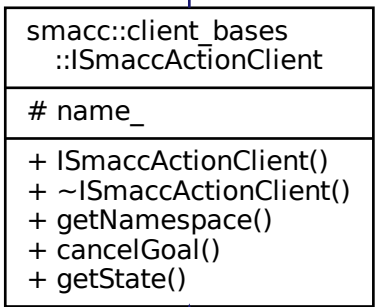 smacc::client_bases
::ISmaccActionClient
# name_
+ ISmaccActionClient()
+ ~ISmaccActionClient()
+ getNamespace()
+ cancelGoal()
+ getState()